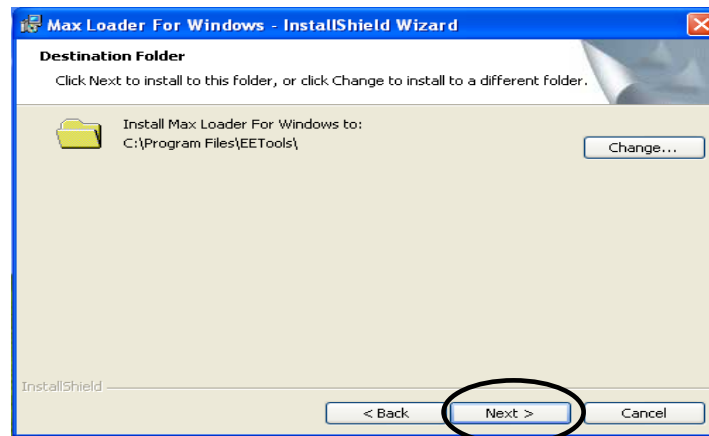 Max Loader For Windows - InstallShield Wizard
Destination Folder
Click Next to install to this folder, or click Change to install to a different folder.
Install Max Loader For Windows to:
C:\Program Files\EETools\
Change...
InstallShield
< Back
Next >
Cancel